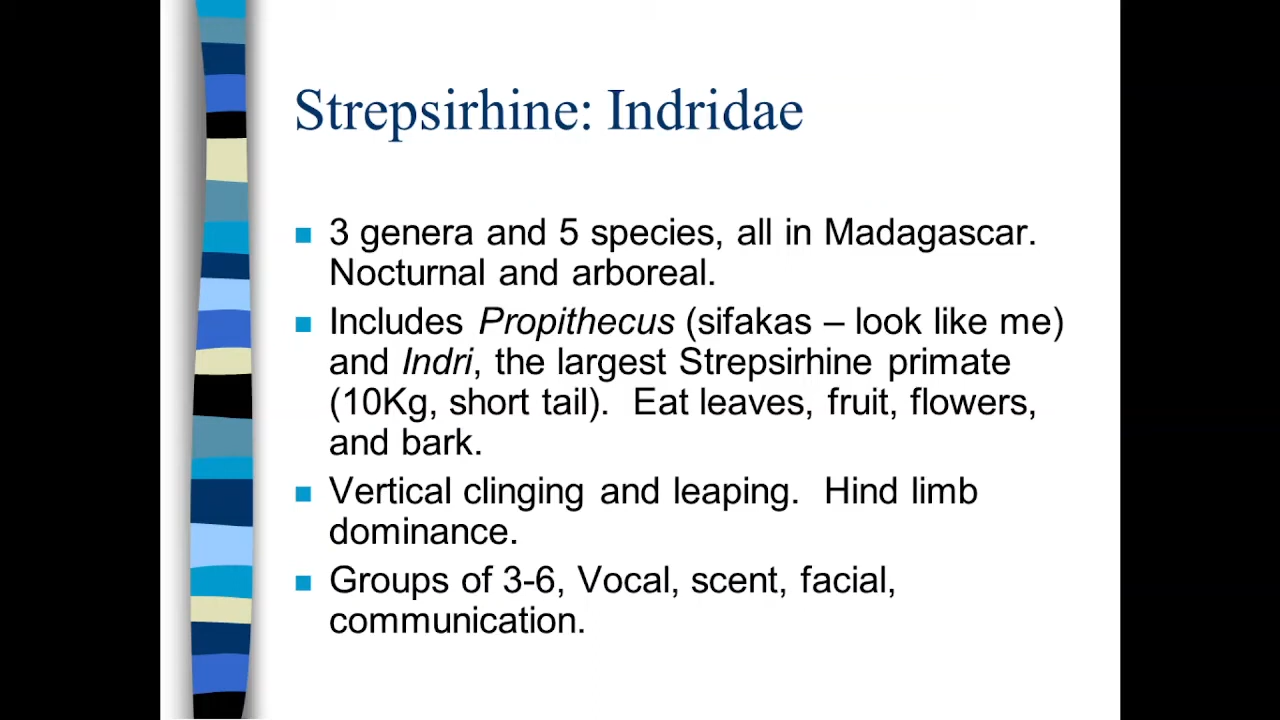 Strepsirhine: Indridae
3 genera and 5 species, all in Madagascar.
Nocturnal and arboreal.
Includes Propithecus (sifakas – look like me)
and Indri, the largest Strepsirhine primate
(10Kg, short tail).  Eat leaves, fruit, flowers,
and bark.
Vertical clinging and leaping.  Hind limb
dominance.
Groups of 3-6, Vocal, scent, facial,
communication.